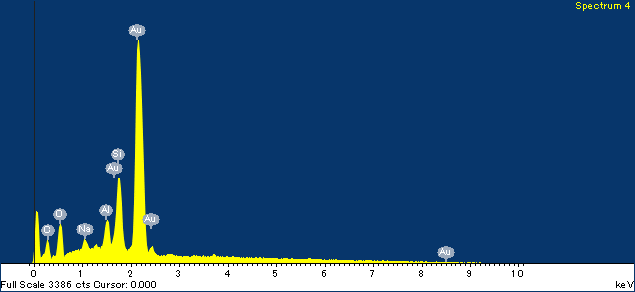 Spectrum 4
Au
Si
Au
Al
O Au
C Na
Au
0 1 2 3 4 5 6 7 8 9 10
Full Scale 3386 cts Cursor: 0.000 keV